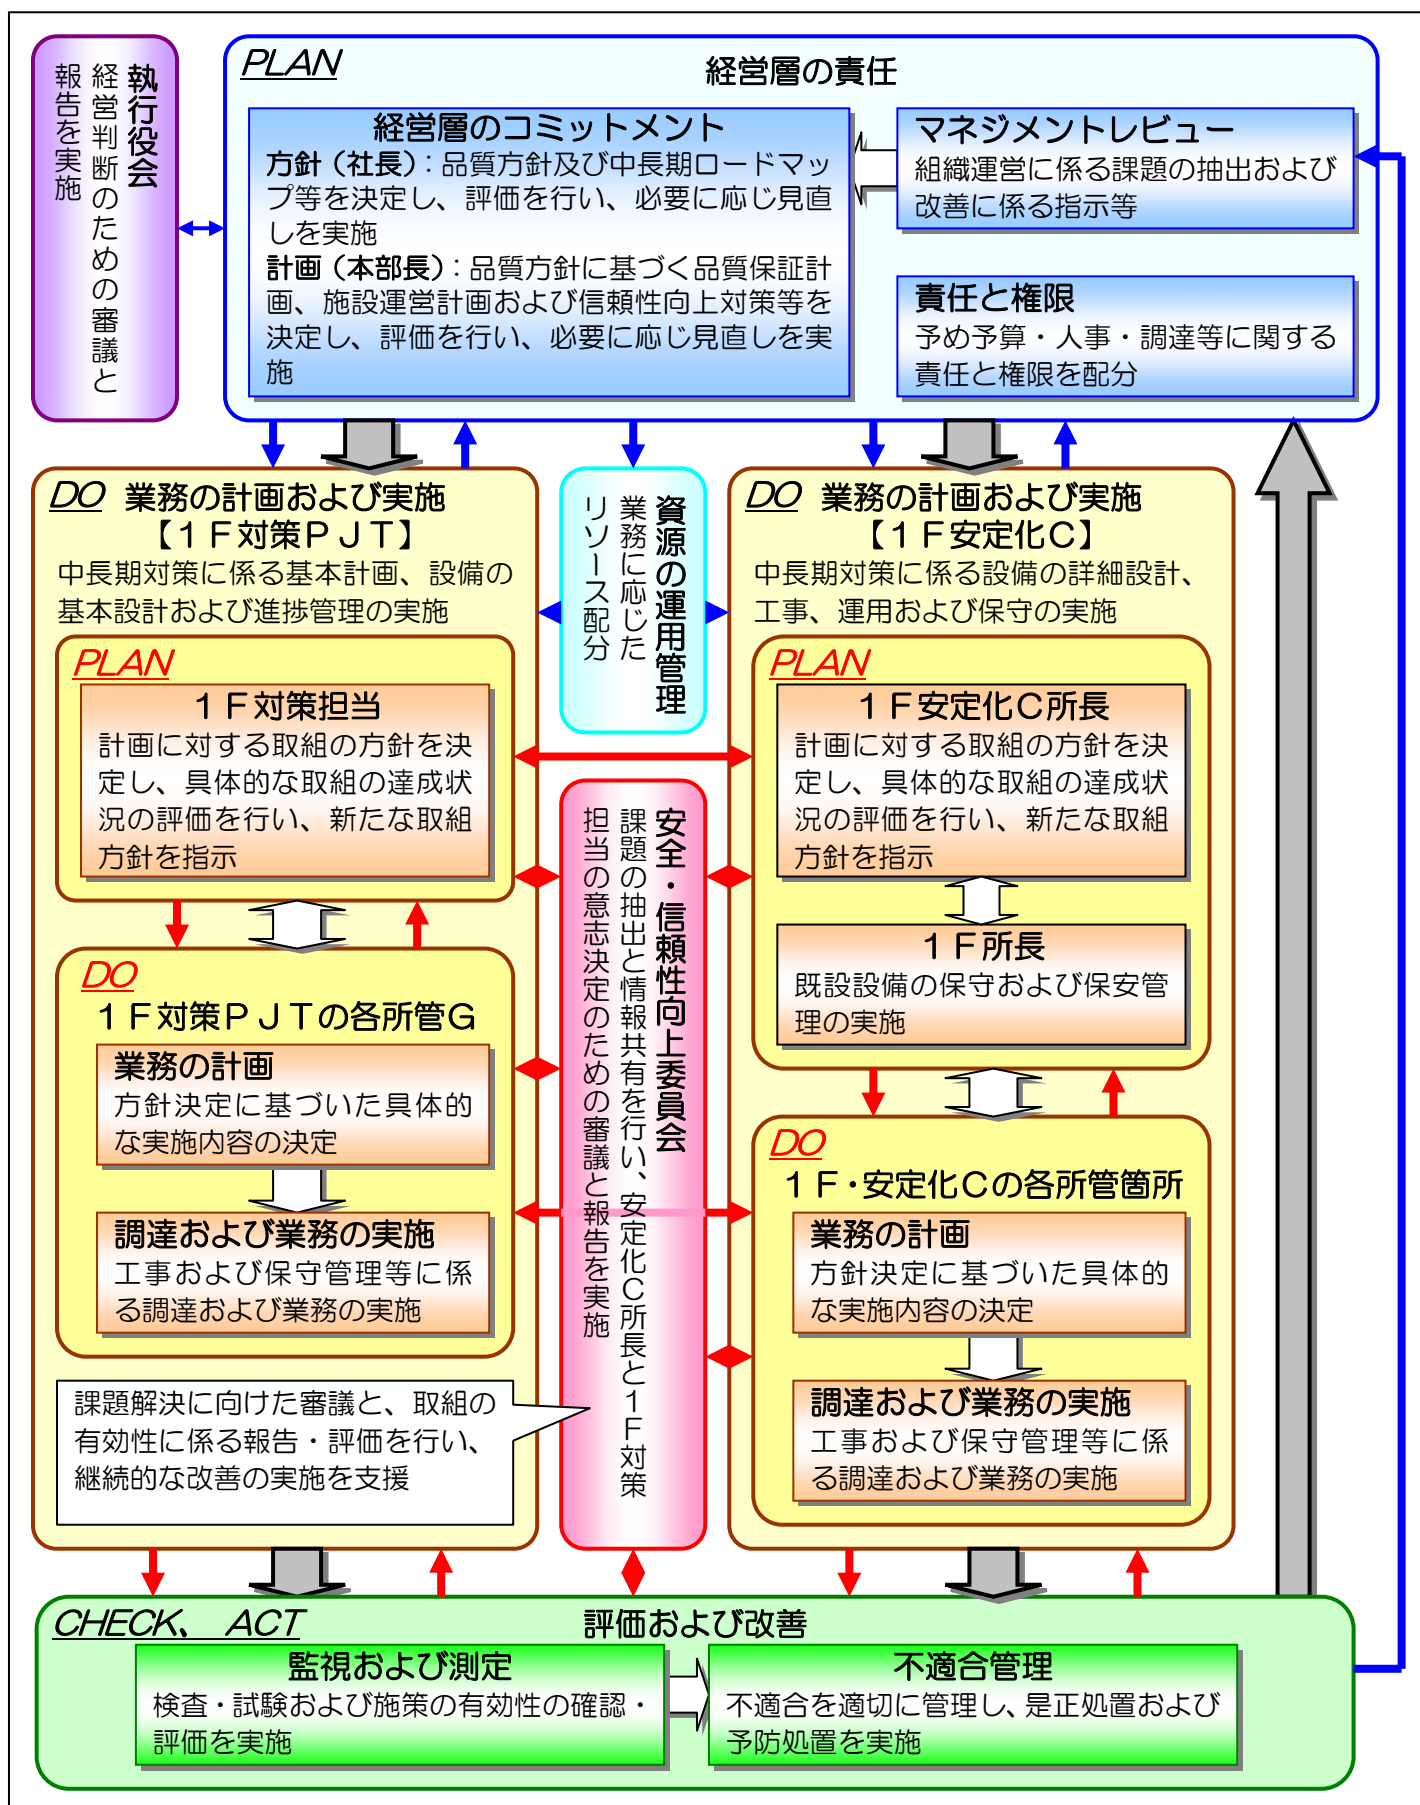 執行役会
経営判断のための審議と
報告を実施
PLAN
経営層の責任
経営層のコミットメント
方針（社長）：品質方針及び中長期ロードマッ
プ等を決定し、評価を行い、必要に応じ見直
しを実施
計画（本部長）：品質方針に基づく品質保証計
画、施設運営計画および信頼性向上対策等を
決定し、評価を行い、必要に応じ見直しを実
施
マネジメントレビュー
組織運営に係る課題の抽出および
改善に係る指示等
責任と権限
予め予算・人事・調達等に関する
責任と権限を配分
DO 業務の計画および実施
【１Ｆ対策ＰＪＴ】
中長期対策に係る基本計画、設備の
基本設計および進捗管理の実施
PLAN
１Ｆ対策担当
計画に対する取組の方針を決
定し、具体的な取組の達成状
況の評価を行い、新たな取組
方針を指示
DO
１Ｆ対策ＰＪＴの各所管Ｇ
業務の計画
方針決定に基づいた具体的
な実施内容の決定
調達および業務の実施
工事および保守管理等に係
る調達および業務の実施
課題解決に向けた審議と、取組の
有効性に係る報告・評価を行い、
継続的な改善の実施を支援
資源の運用管理
業務に応じた
リソース配分
安全・信頼性向上委員会
課題の抽出と情報共有を行い、安定化Ｃ所長と１Ｆ対策
担当の意志決定のための審議と報告を実施
DO 業務の計画および実施
【１Ｆ安定化Ｃ】
中長期対策に係る設備の詳細設計、
工事、運用および保守の実施
PLAN
１Ｆ安定化Ｃ所長
計画に対する取組の方針を決
定し、具体的な取組の達成状
況の評価を行い、新たな取組
方針を指示
１Ｆ所長
既設設備の保守および保安管
理の実施
DO
１Ｆ・安定化Ｃの各所管箇所
業務の計画
方針決定に基づいた具体的
な実施内容の決定
調達および業務の実施
工事および保守管理等に係
る調達および業務の実施
CHECK、 ACT
評価および改善
監視および測定
検査・試験および施策の有効性の確認・
評価を実施
不適合管理
不適合を適切に管理し、是正処置および
予防処置を実施